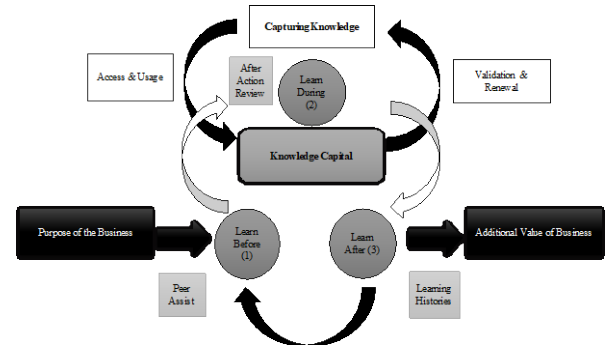 Capturing Knowledge
Access & Usage
After
Action
Review
Learn
During
(2)
Validation &
Renewal
Knowledge Capital
Purpose of the Business
Learn
Before
(1)
Learn
After (3)
Additional Value of Business
Peer
Assist
Learning
Histories